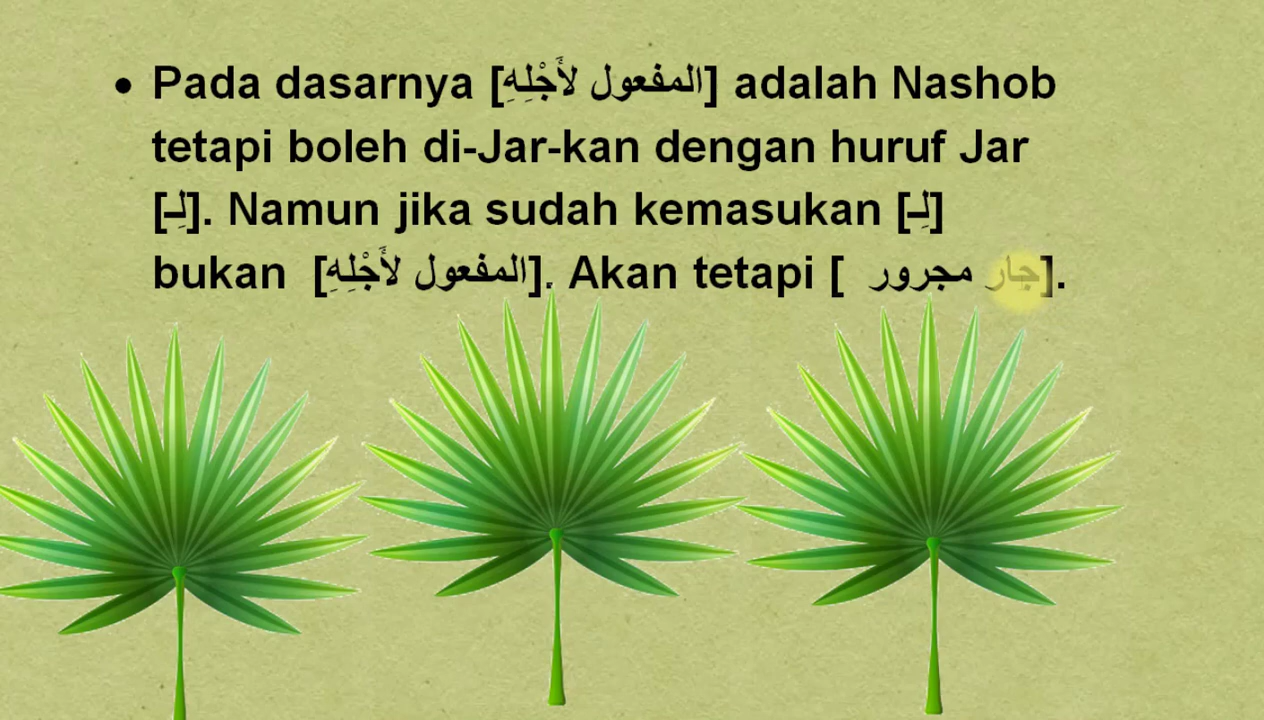 • Pada dasarnya [المفعول لأَجْلِهِ] adalah Nashob
tetapi boleh di-Jar-kan dengan huruf Jar
[لِـ]. Namun jika sudah kemasukan [لِـ]
bukan [المفعول لأَجْلِهِ]. Akan tetapi [جار مجرور].